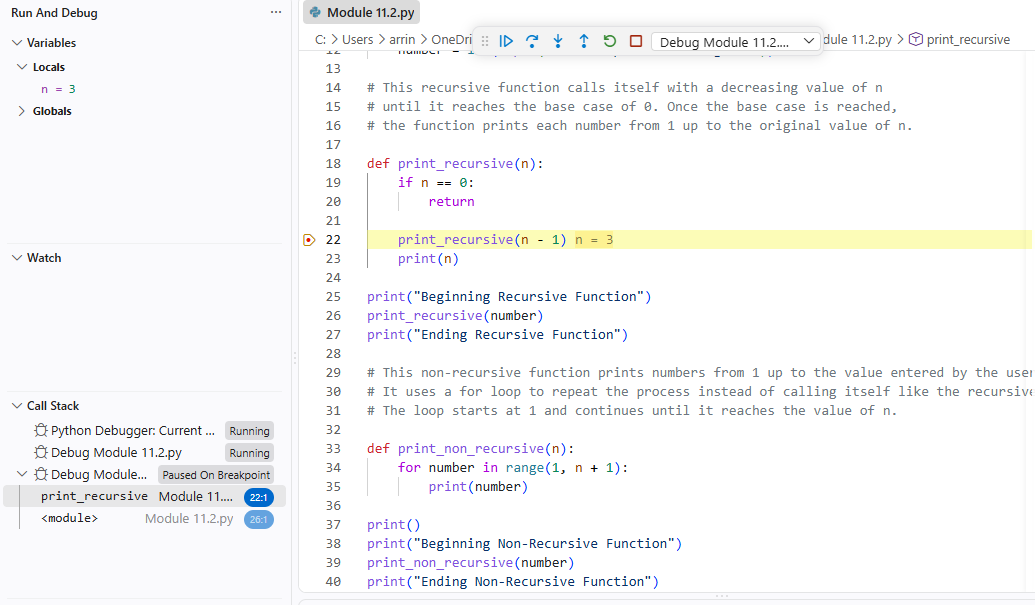 Run And Debug ···
Variables
Locals
n = 3
Globals
Watch
Call Stack
Python Debugger: Current ... Running
Debug Module 11.2.py Running
Debug Module... Paused On Breakpoint
print_recursive Module 11.... 22:1
<module> Module 11.2.py 26:1
Module 11.2.py
C: > Users > arrin > OneDri
Debug Module 11.2....
dule 11.2.py > print_recursive
12
13
14 # This recursive function calls itself with a decreasing value of n
15 # until it reaches the base case of 0. Once the base case is reached,
16 # the function prints each number from 1 up to the original value of n.
17
18 def print_recursive(n):
19 if n == 0:
20 return
21
22 print_recursive(n - 1) n = 3
23 print(n)
24
25 print("Beginning Recursive Function")
26 print_recursive(number)
27 print("Ending Recursive Function")
28
29 # This non-recursive function prints numbers from 1 up to the value entered by the user
30 # It uses a for loop to repeat the process instead of calling itself like the recursive
31 # The loop starts at 1 and continues until it reaches the value of n.
32
33 def print_non_recursive(n):
34 for number in range(1, n + 1):
35 print(number)
36
37 print()
38 print("Beginning Non-Recursive Function")
39 print_non_recursive(number)
40 print("Ending Non-Recursive Function")